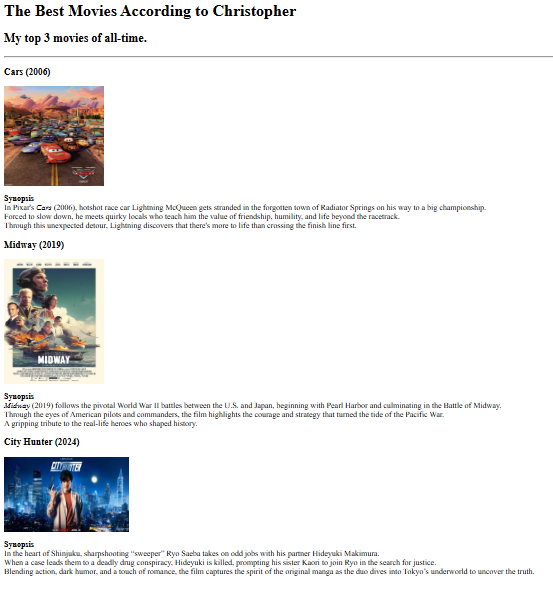 The Best Movies According to Christopher
My top 3 movies of all-time.
Cars (2006)
Synopsis
In Pixar's Cars (2006), hotshot race car Lightning McQueen gets stranded in the forgotten town of Radiator Springs on his way to a big championship.
Forced to slow down, he meets quirky locals who teach him the value of friendship, humility, and life beyond the racetrack.
Through this unexpected detour, Lightning discovers that there's more to life than crossing the finish line first.
Midway (2019)
MIDWAY
Synopsis
Midway (2019) follows the pivotal World War II battles between the U.S. and Japan, beginning with Pearl Harbor and culminating in the Battle of Midway.
Through the eyes of American pilots and commanders, the film highlights the courage and strategy that turned the tide of the Pacific War.
A gripping tribute to the real-life heroes who shaped history.
City Hunter (2024)
Synopsis
In the heart of Shinjuku, sharpshooting “sweeper” Ryo Saeba takes on odd jobs with his partner Hideyuki Makimura.
When a case leads them to a deadly drug conspiracy, Hideyuki is killed, prompting his sister Kaori to join Ryo in the search for justice.
Blending action, dark humor, and a touch of romance, the film captures the spirit of the original manga as the duo dives into Tokyo’s underworld to uncover the truth.